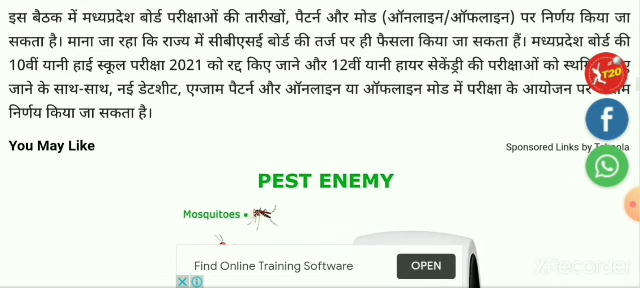 इस बैठक में मध्यप्रदेश बोर्ड परीक्षाओं की तारीखों, पैटर्न और मोड (ऑनलाइन/ऑफलाइन) पर निर्णय किया जा
सकता है। माना जा रहा कि राज्य में सीबीएसई बोर्ड की तर्ज पर ही फैसला किया जा सकता हैं। मध्यप्रदेश बोर्ड की
10वीं यानी हाई स्कूल परीक्षा 2021 को रद्द किए जाने और 12वीं यानी हायर सेकेंड्री की परीक्षाओं को
T20
जाने के साथ-साथ, नई डेटशीट, एग्जाम पैटर्न और ऑनलाइन या ऑफलाइन मोड में परीक्षा के आयोजन पर
निर्णय किया जा सकता है।
f
You May Like
Sponsored Links by
PEST ENEMY
Mosquitoes
Find Online Training Software
OPEN
XRecorder